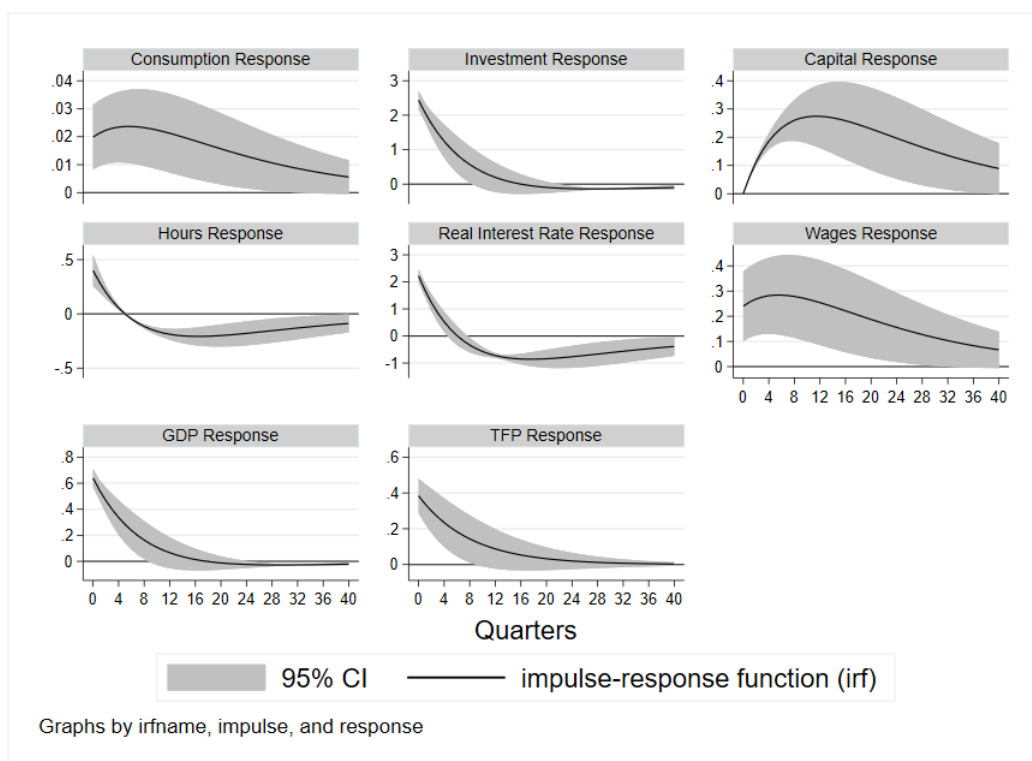 Consumption Response
Investment Response
Capital Response
.04
.03
.02
.01
0
3
2
1
0
.4
.3
.2
.1
0
Hours Response
Real Interest Rate Response
Wages Response
.5
0
-.5
3
2
1
0
-1
.4
.3
.2
.1
0
0 4 8 12 16 20 24 28 32 36 40
GDP Response
TFP Response
.8
.6
.4
.2
0
.6
.4
.2
0
0 4 8 12 16 20 24 28 32 36 40
0 4 8 12 16 20 24 28 32 36 40
Quarters
95% CI
impulse-response function (irf)
Graphs by irfname, impulse, and response